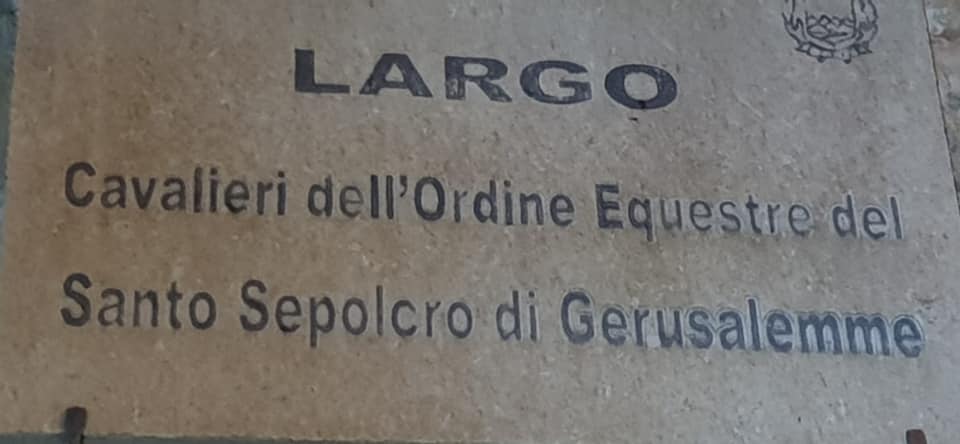 LARGO
Cavalieri dell'Ordine Equestre del
Santo Sepolcro di Gerusalemme